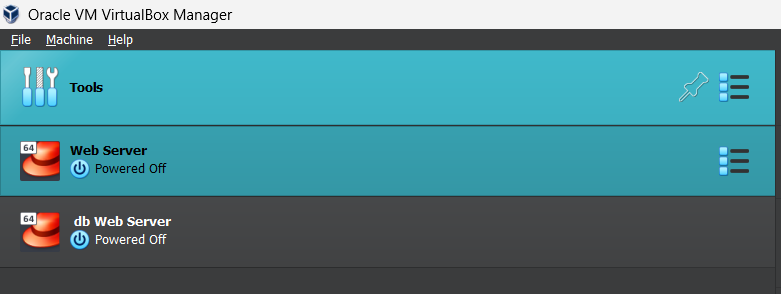 Oracle VM VirtualBox Manager
File Machine Help
Tools
64
Web Server
Powered Off
64
db Web Server
Powered Off